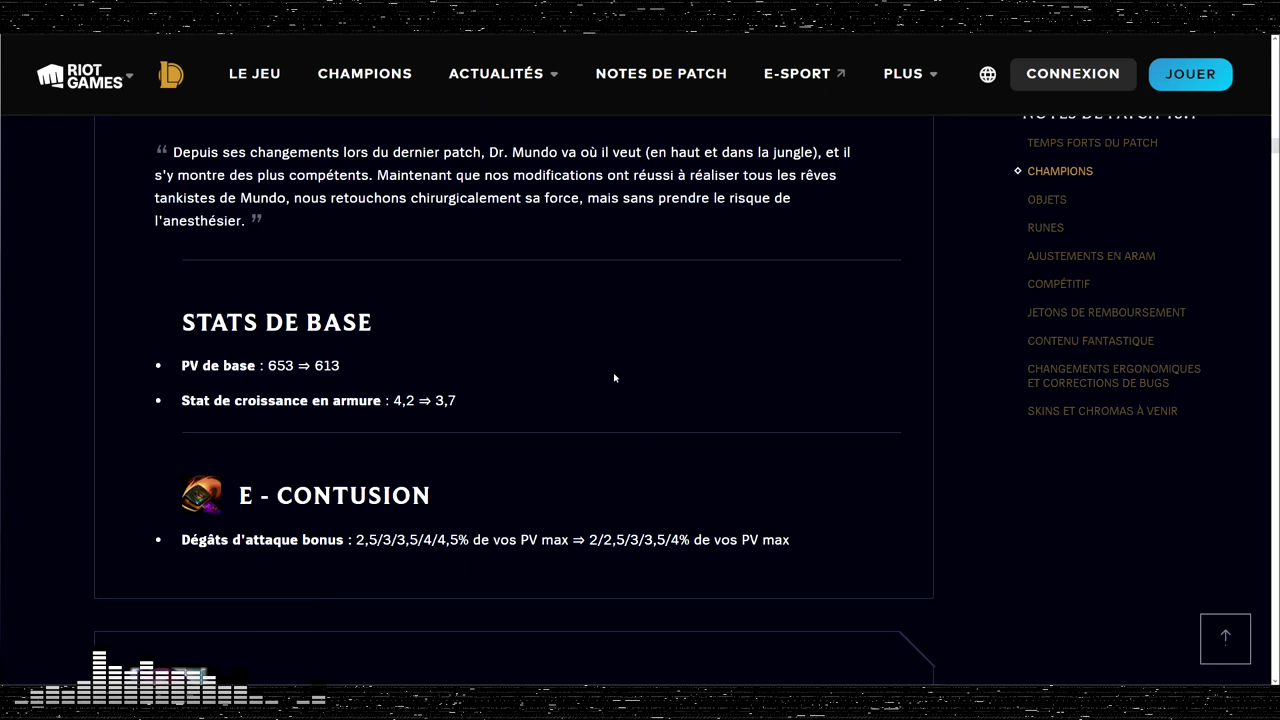 RIOT GAMES
LE JEU
CHAMPIONS
ACTUALITÉS
NOTES DE PATCH
E-SPORT
PLUS
CONNEXION
JOUER
“ Depuis ses changements lors du dernier patch, Dr. Mundo va où il veut (en haut et dans la jungle), et il
s'y montre des plus compétents. Maintenant que nos modifications ont réussi à réaliser tous les rêves
tankistes de Mundo, nous retouchons chirurgicalement sa force, mais sans prendre le risque de
l'anesthésier. ”
STATS DE BASE
• PV de base : 653 ⇒ 613
• Stat de croissance en armure : 4,2 ⇒ 3,7
E - CONTUSION
• Dégâts d'attaque bonus : 2,5/3/3,5/4/4,5% de vos PV max ⇒ 2/2,5/3/3,5/4% de vos PV max
NOTES DE PATCH
TEMPS FORTS DU PATCH
CHAMPIONS
OBJETS
RUNES
AJUSTEMENTS EN ARAM
COMPÉTITIF
JETONS DE REMBOURSEMENT
CONTENU FANTASTIQUE
CHANGEMENTS ERGONOMIQUES
ET CORRECTIONS DE BUGS
SKINS ET CHROMAS À VENIR